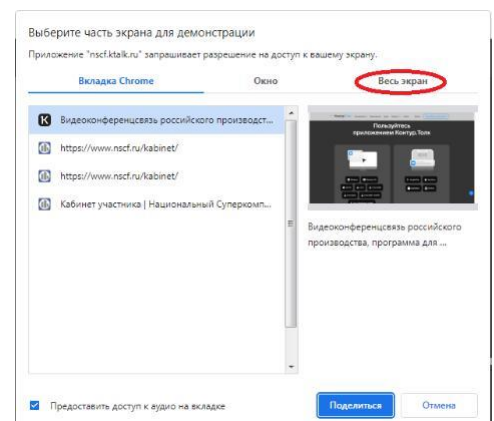 Выберите часть экрана для демонстрации
Приложение "nscf.ktalk.ru" запрашивает разрешение на доступ к вашему экрану.
Вкладка Chrome Окно Весь экран
Видеоконференцсвязь российского производст...
https://www.nscf.ru/kabinet/
https://www.nscf.ru/kabinet/
Кабинет участника | Национальный Суперкомп...
Пользуйтесь
приложением Контур.Толк
Видеоконференцсвязь российского
производства, программа для ...
Предоставить доступ к аудио на вкладке
Поделиться Отмена